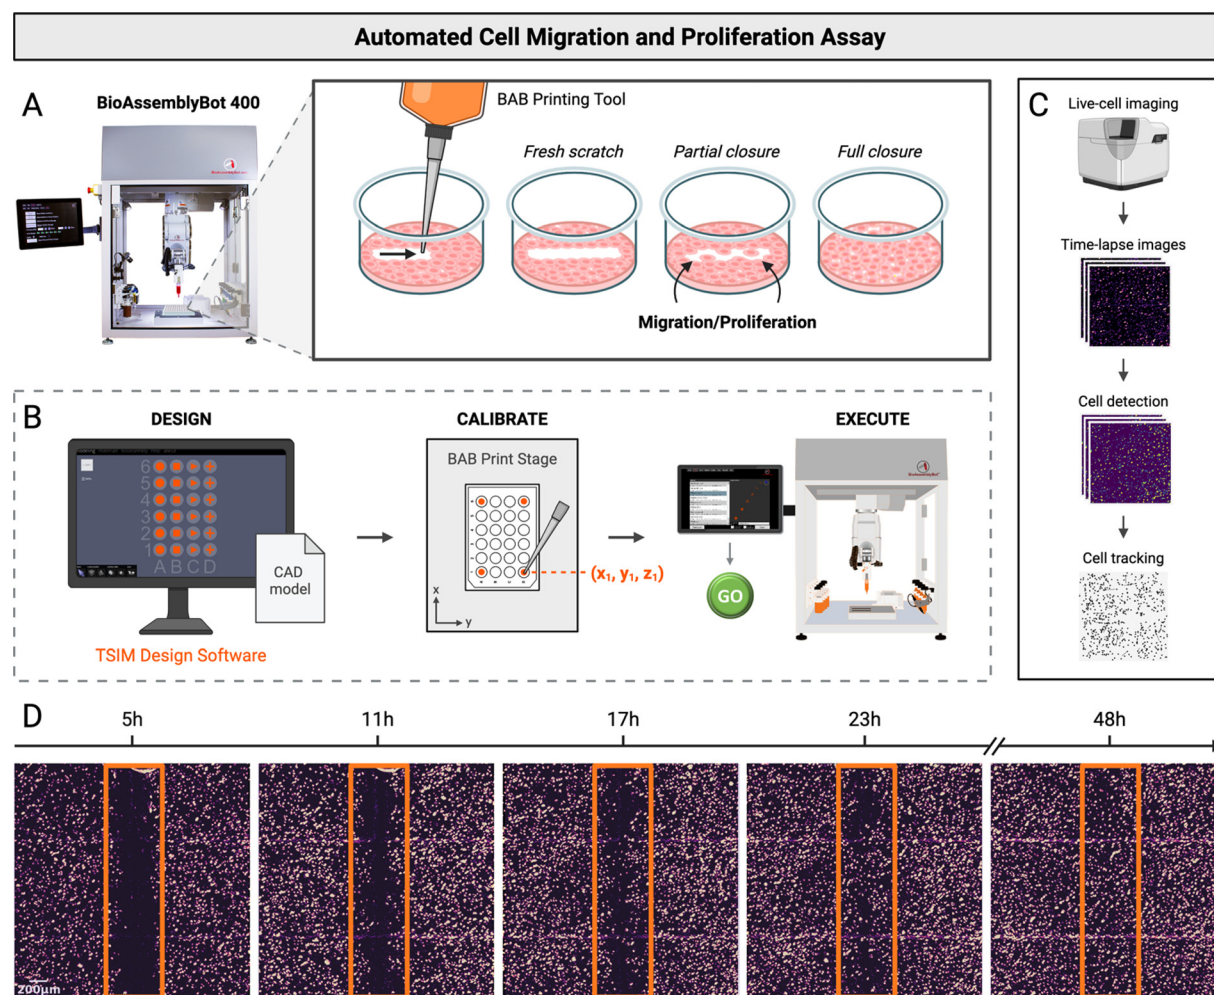 Automated Cell Migration and Proliferation Assay
A
BioAssemblyBot 400
BAB Printing Tool
Fresh scratch
Partial closure
Full closure
Migration/Proliferation
B
DESIGN
6
5
4
3
2
1
A B C D
CAD
model
TSIM Design Software
CALIBRATE
BAB Print Stage
x
y
(x₁, y₁, z₁)
EXECUTE
BioAssemblyBot
GO
C
Live-cell imaging
Time-lapse images
Cell detection
Cell tracking
D
5h
11h
17h
23h
48h
200µm